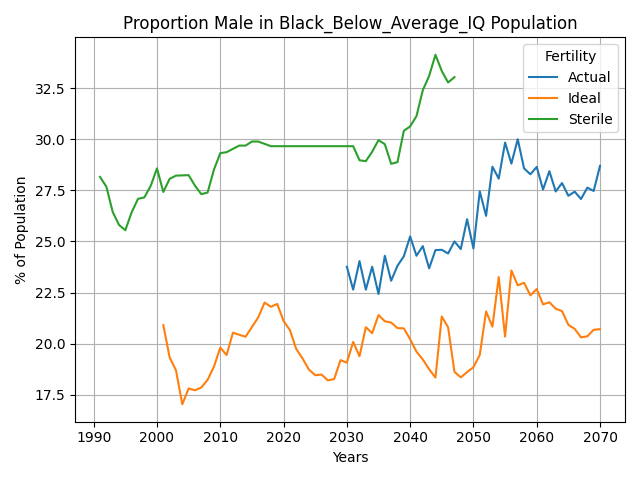 Proportion Male in Black_Below_Average_IQ Population
Fertility
Actual
Ideal
Sterile
% of Population
32.5
30.0
27.5
25.0
22.5
20.0
17.5
1990 2000 2010 2020 2030 2040 2050 2060 2070
Years